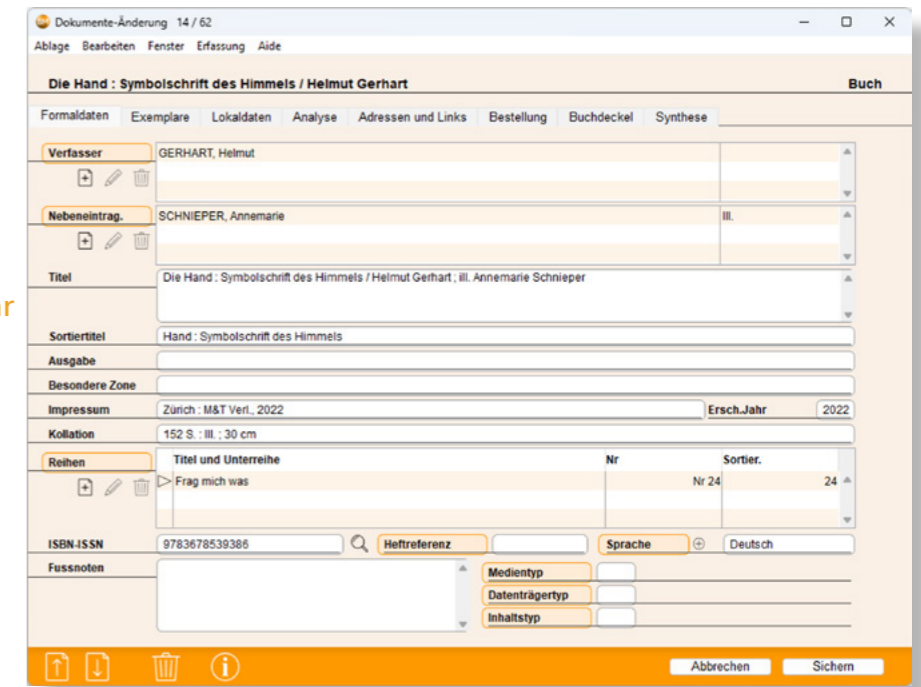 Dokumente-Änderung 14 / 62
Ablage Bearbeiten Fenster Erfassung Aide
Die Hand : Symbolschrift des Himmels / Helmut Gerhart Buch
Formaldaten Exemplare Lokaldaten Analyse Adressen und Links Bestellung Buchdeckel Synthese
Verfasser GERHART, Helmut
Nebeneintrag. SCHNIEPER, Annemarie Ill.
Titel Die Hand : Symbolschrift des Himmels / Helmut Gerhart ; ill. Annemarie Schnieper
Sortiertitel Hand : Symbolschrift des Himmels
Ausgabe
Besondere Zone
Impressum Zürich : M&T Verl., 2022 Ersch.Jahr 2022
Kollation 152 S. : Ill. ; 30 cm
Reihen Titel und Unterreihe Nr Sortier.
Frag mich was Nr 24 24
ISBN-ISSN 9783678539386 Heftreferenz Sprache Deutsch
Fussnoten Medientyp
Datenträgertyp
Inhaltstyp
Abbrechen Sichern